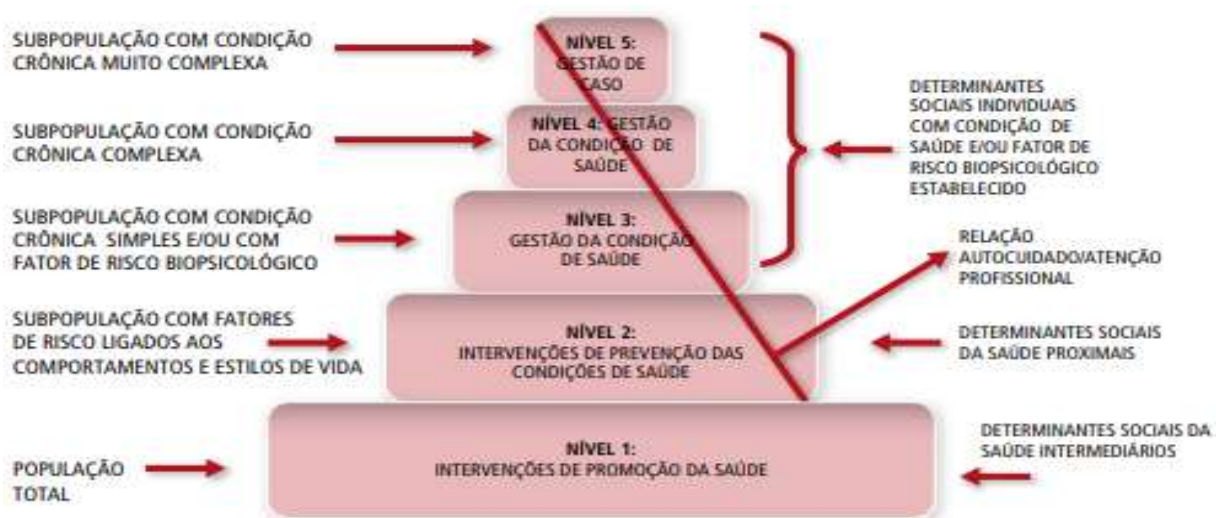 SUBPOPULAÇÃO COM CONDIÇÃO
CRÔNICA MUITO COMPLEXA
SUBPOPULAÇÃO COM CONDIÇÃO
CRÔNICA COMPLEXA
SUBPOPULAÇÃO COM CONDIÇÃO
CRÔNICA SIMPLES E/OU COM
FATOR DE RISCO BIOPSICOLÓGICO
SUBPOPULAÇÃO COM FATORES
DE RISCO LIGADOS AOS
COMPORTAMENTOS E ESTILOS DE VIDA
POPULAÇÃO
TOTAL
NÍVEL 5:
GESTÃO DE
CASO
NÍVEL 4: GESTÃO
DA CONDIÇÃO DE
SAÚDE
NÍVEL 3:
GESTÃO DA CONDIÇÃO
DE SAÚDE
NÍVEL 2:
INTERVENÇÕES DE PREVENÇÃO DAS
CONDIÇÕES DE SAÚDE
NÍVEL 1:
INTERVENÇÕES DE PROMOÇÃO DA SAÚDE
DETERMINANTES
SOCIAIS INDIVIDUAIS
COM CONDIÇÃO DE
SAÚDE E/OU FATOR DE
RISCO BIOPSICOLÓGICO
ESTABELECIDO
RELAÇÃO
AUTOCUIDADO/ATENÇÃO
PROFISSIONAL
DETERMINANTES SOCIAIS
DA SAÚDE PROXIMAIS
DETERMINANTES SOCIAIS DA
SAÚDE INTERMEDIÁRIOS